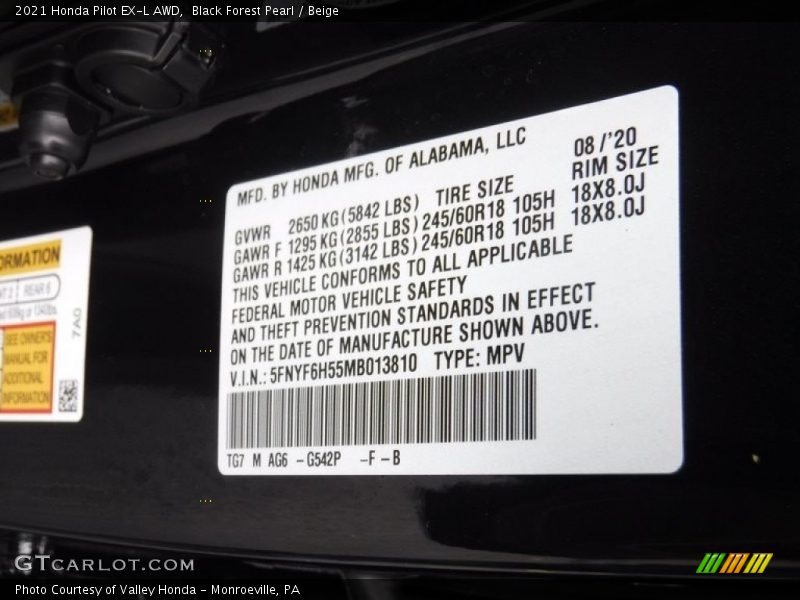 2021 Honda Pilot EX-L AWD,  Black Forest Pearl / Beige
MFD. BY HONDA MFG. OF ALABAMA, LLC 08/'20
GVWR 2650 KG (5842 LBS) TIRE SIZE RIM SIZE
GAWR F 1295 KG (2855 LBS) 245/60R18 105H 18X8.0J
GAWR R 1425 KG (3142 LBS) 245/60R18 105H 18X8.0J
THIS VEHICLE CONFORMS TO ALL APPLICABLE
FEDERAL MOTOR VEHICLE SAFETY
AND THEFT PREVENTION STANDARDS IN EFFECT
ON THE DATE OF MANUFACTURE SHOWN ABOVE.
V.I.N.: 5FNYF6H55MB013810 TYPE: MPV
TG7 M AG6 -G542P -F-B
REAR
7A0
SEE OWNER'S
MANUAL FOR
ADDITIONAL
INFORMATION
GTCARLOT.COM
Photo Courtesy of Valley Honda - Monroeville, PA